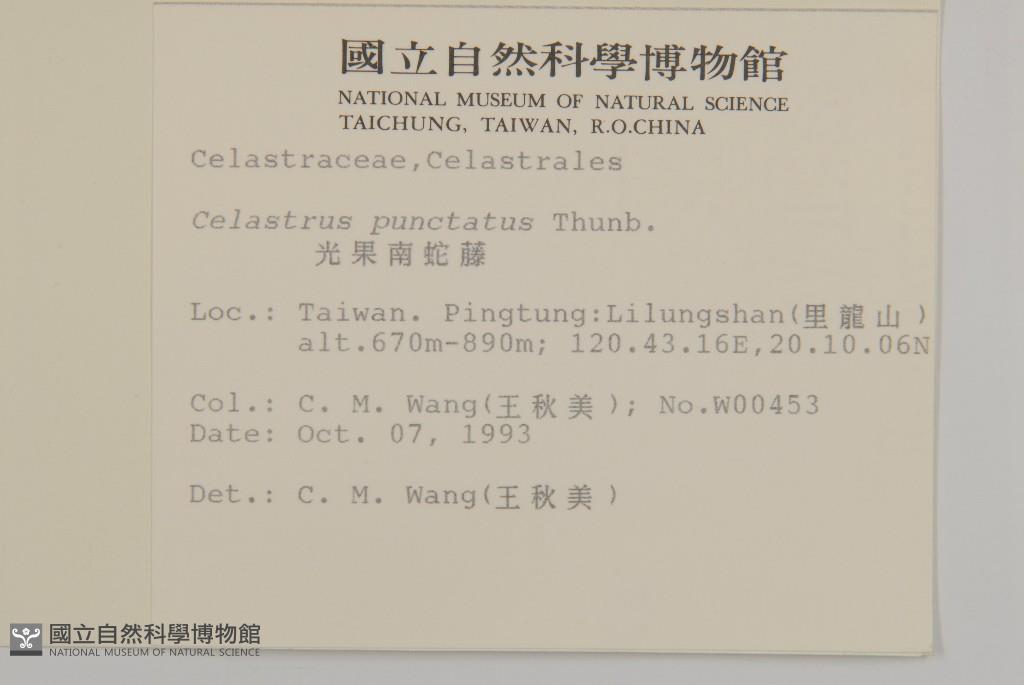 國立自然科學博物館
NATIONAL MUSEUM OF NATURAL SCIENCE
TAICHUNG, TAIWAN, R.O.CHINA
Celastraceae,Celastrales
Celastrus punctatus Thunb.
光果南蛇藤
Loc.: Taiwan. Pingtung:Lilungshan(里龍山)
alt.670m-890m; 120.43.16E,20.10.06N
Col.: C. M. Wang(王秋美); No.W00453
Date: Oct. 07, 1993
Det.: C. M. Wang(王秋美)
國立自然科學博物館
NATIONAL MUSEUM OF NATURAL SCIENCE